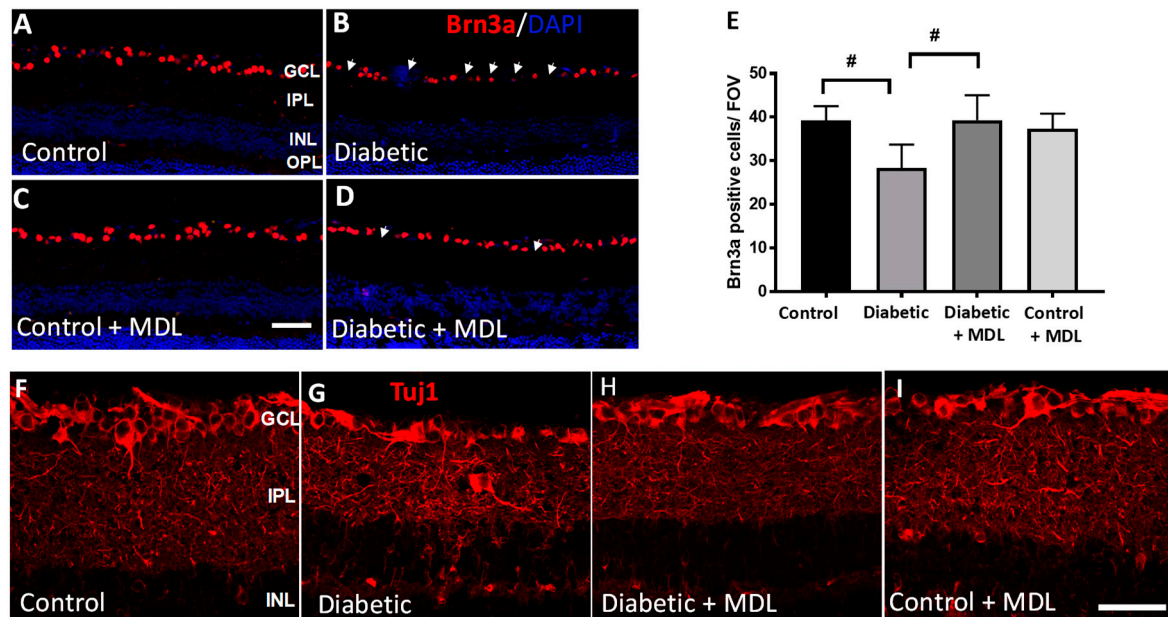 A
GCL
IPL
INL
OPL
Control
B
Brn3a/DAPI
Diabetic
C
Control + MDL
D
Diabetic + MDL
E
#
#
Brn3a positive cells/ FOV
50
40
30
20
10
0
Control
Diabetic
Diabetic
+ MDL
Control
+ MDL
F
GCL
IPL
INL
Control
G
Tuj1
Diabetic
H
Diabetic + MDL
I
Control + MDL